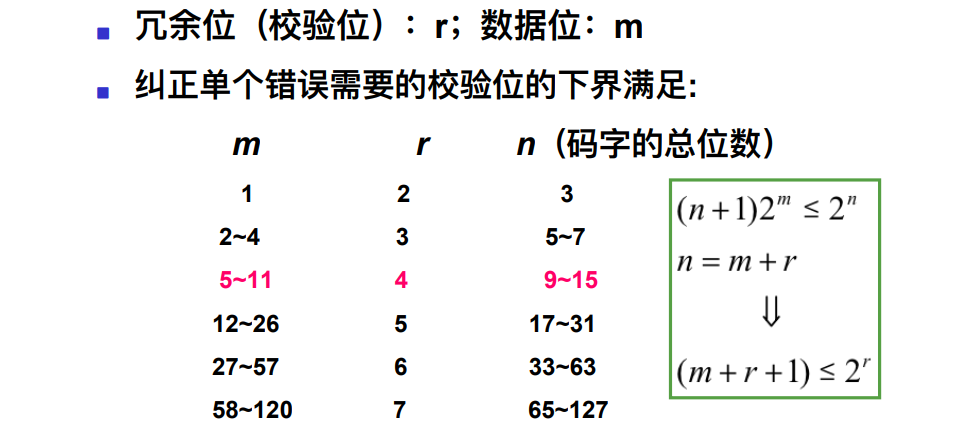 冗余位（校验位）：r；数据位：m
纠正单个错误需要的校验位的下界满足:
m r n（码字的总位数）
1 2 3
2~4 3 5~7
5~11 4 9~15
12~26 5 17~31
27~57 6 33~63
58~120 7 65~127
(n+1)2^m ≤ 2^n
n = m + r
⇓
(m + r + 1) ≤ 2^r